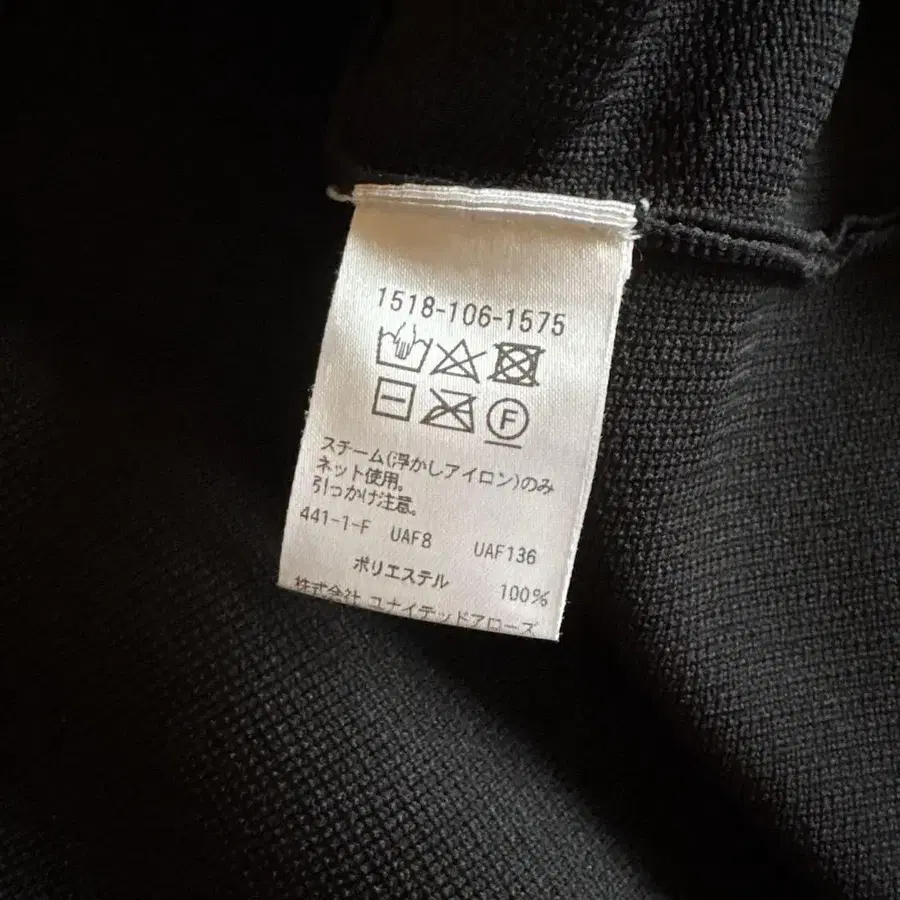 1518-106-1575
F
スチーム(浮かしアイロン)のみ
ネット使用。
引っかけ注意。
441-1-F UAF8 UAF136
ポリエステル 100%
株式会社 ユナイテッドアローズ